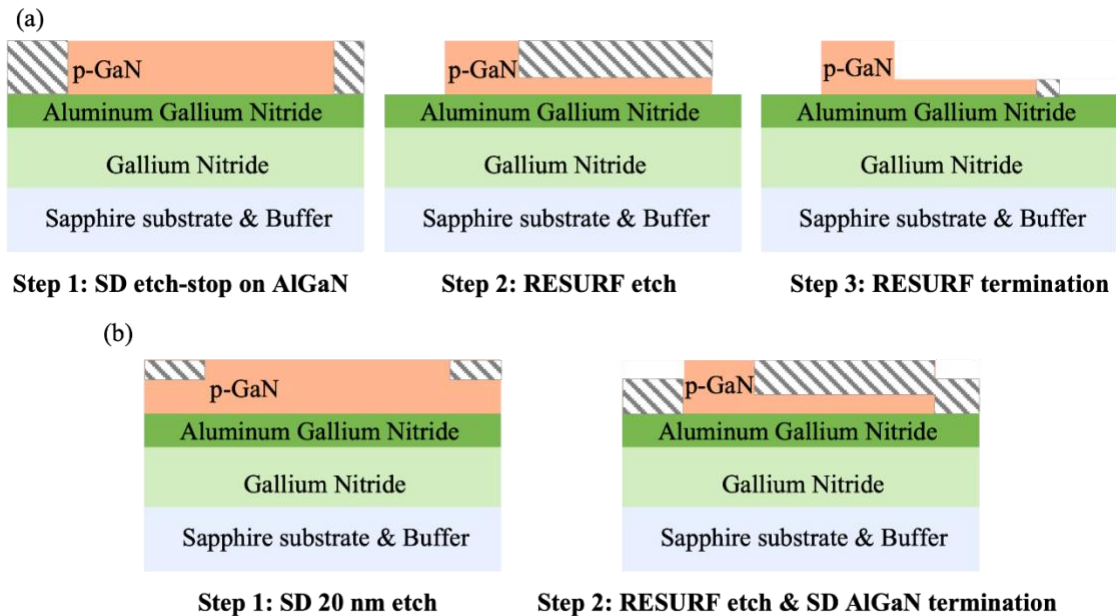 (a)
p-GaN
Aluminum Gallium Nitride
Gallium Nitride
Sapphire substrate & Buffer
Step 1: SD etch-stop on AlGaN
p-GaN
Aluminum Gallium Nitride
Gallium Nitride
Sapphire substrate & Buffer
Step 2: RESURF etch
p-GaN
Aluminum Gallium Nitride
Gallium Nitride
Sapphire substrate & Buffer
Step 3: RESURF termination
(b)
p-GaN
Aluminum Gallium Nitride
Gallium Nitride
Sapphire substrate & Buffer
Step 1: SD 20 nm etch
p-GaN
Aluminum Gallium Nitride
Gallium Nitride
Sapphire substrate & Buffer
Step 2: RESURF etch & SD AlGaN termination